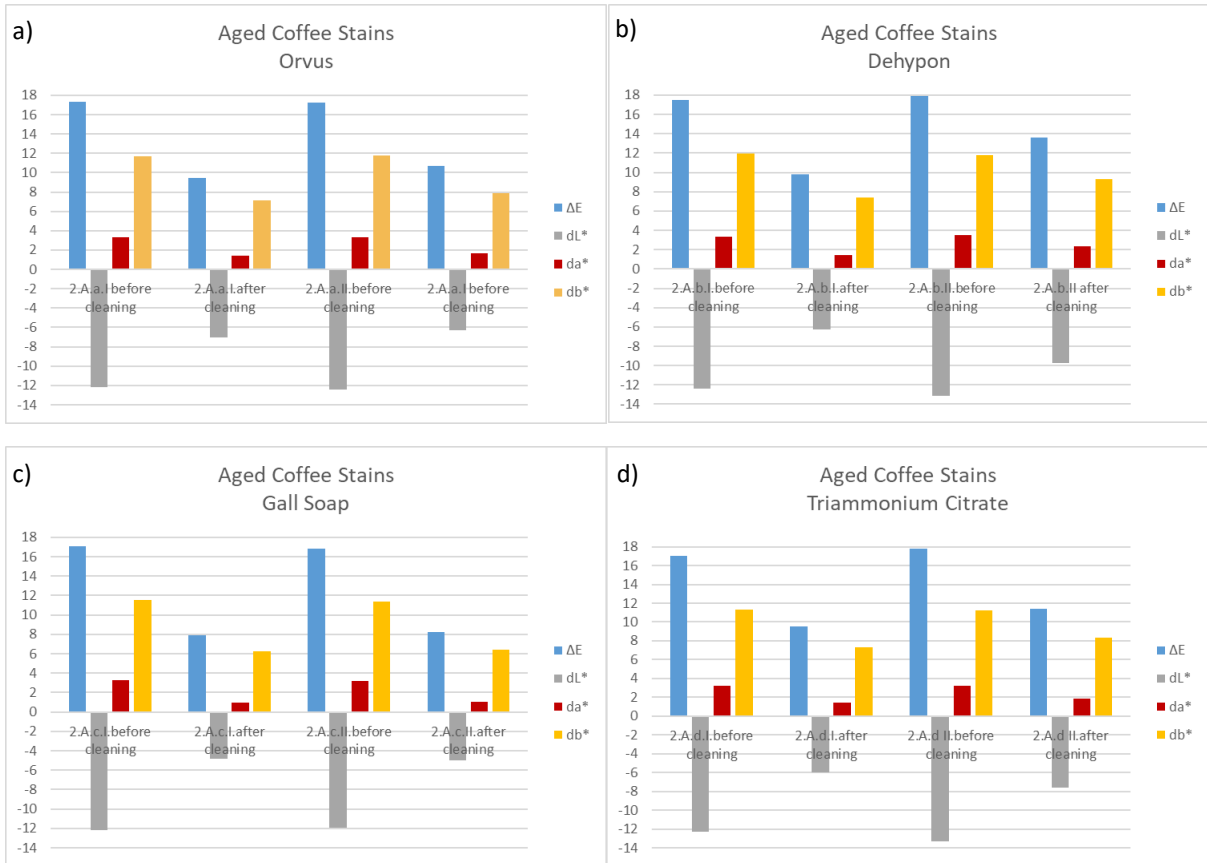 a)
Aged Coffee Stains
Orvus
18
16
14
12
10
8
6
4
2
0
-2
-4
-6
-8
-10
-12
-14
2.A.a.I before cleaning
2.A.a.I.after cleaning
2.A.a.II.before cleaning
2.A.a.I before cleaning
ΔE
dL*
da*
db*
b)
Aged Coffee Stains
Dehypon
18
16
14
12
10
8
6
4
2
0
-2
-4
-6
-8
-10
-12
-14
2.A.b.I.before cleaning
2.A.b.I.after cleaning
2.A.b.II.before cleaning
2.A.b.II after cleaning
ΔE
dL*
da*
db*
c)
Aged Coffee Stains
Gall Soap
18
16
14
12
10
8
6
4
2
0
-2
-4
-6
-8
-10
-12
-14
2.A.c.I.before cleaning
2.A.c.I.after cleaning
2.A.c.II.before cleaning
2.A.c.II.after cleaning
ΔE
dL*
da*
db*
d)
Aged Coffee Stains
Triammonium Citrate
18
16
14
12
10
8
6
4
2
0
-2
-4
-6
-8
-10
-12
-14
2.A.d.I.before cleaning
2.A.d.I.after cleaning
2.A.d II.before cleaning
2.A.d II.after cleaning
ΔE
dL*
da*
db*